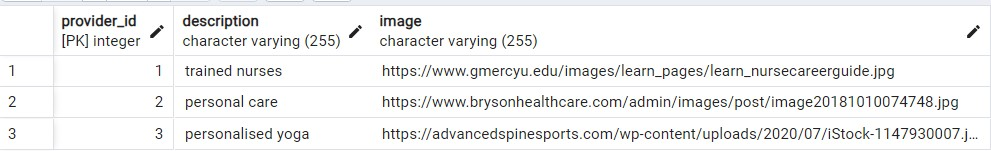 provider_id description image
[PK] integer character varying (255) character varying (255)
1 1 trained nurses https://www.gmercyu.edu/images/learn_pages/learn_nursecareerguide.jpg
2 2 personal care https://www.brysonhealthcare.com/admin/images/post/image20181010074748.jpg
3 3 personalised yoga https://advancedspinesports.com/wp-content/uploads/2020/07/iStock-1147930007.j...